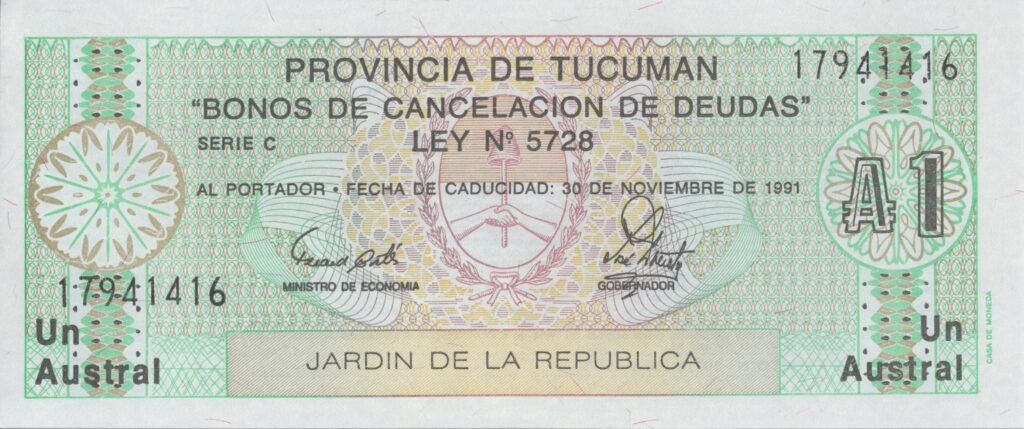 PROVINCIA DE TUCUMAN
17941416
"BONOS DE CANCELACION DE DEUDAS"
SERIE C
LEY Nº 5728
AL PORTADOR • FECHA DE CADUCIDAD: 30 DE NOVIEMBRE DE 1991
₳ 1
MINISTRO DE ECONOMIA
GOBERNADOR
17941416
Un
Austral
Un
Austral
JARDIN DE LA REPUBLICA
CASA DE MONEDA